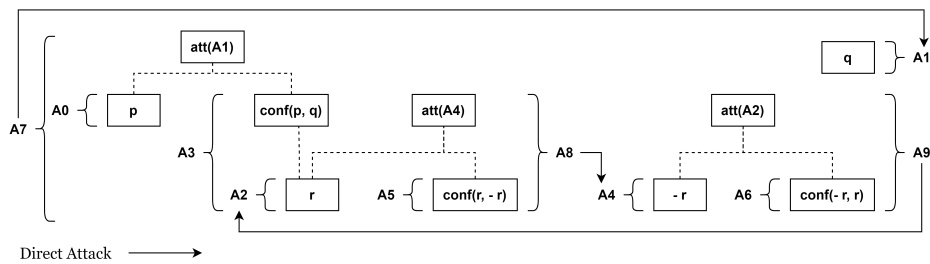 att(A1)
q
A1
A0
p
conf(p, q)
att(A4)
att(A2)
A7
A3
A8
A9
A2
r
A5
conf(r, - r)
A4
- r
A6
conf(- r, r)
Direct Attack